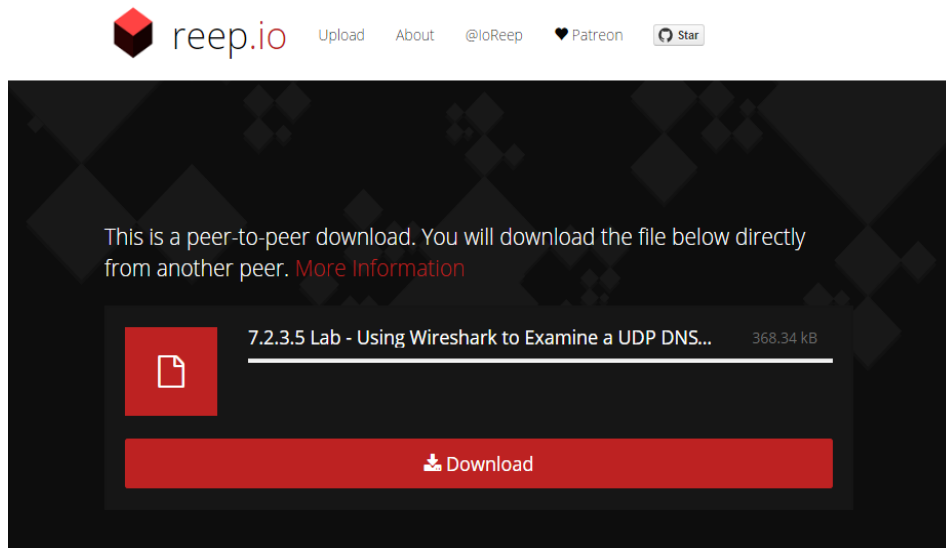 reep.io Upload About @IoReep Patreon Star
This is a peer-to-peer download. You will download the file below directly
from another peer. More Information
7.2.3.5 Lab - Using Wireshark to Examine a UDP DNS... 368.34 kB
Download